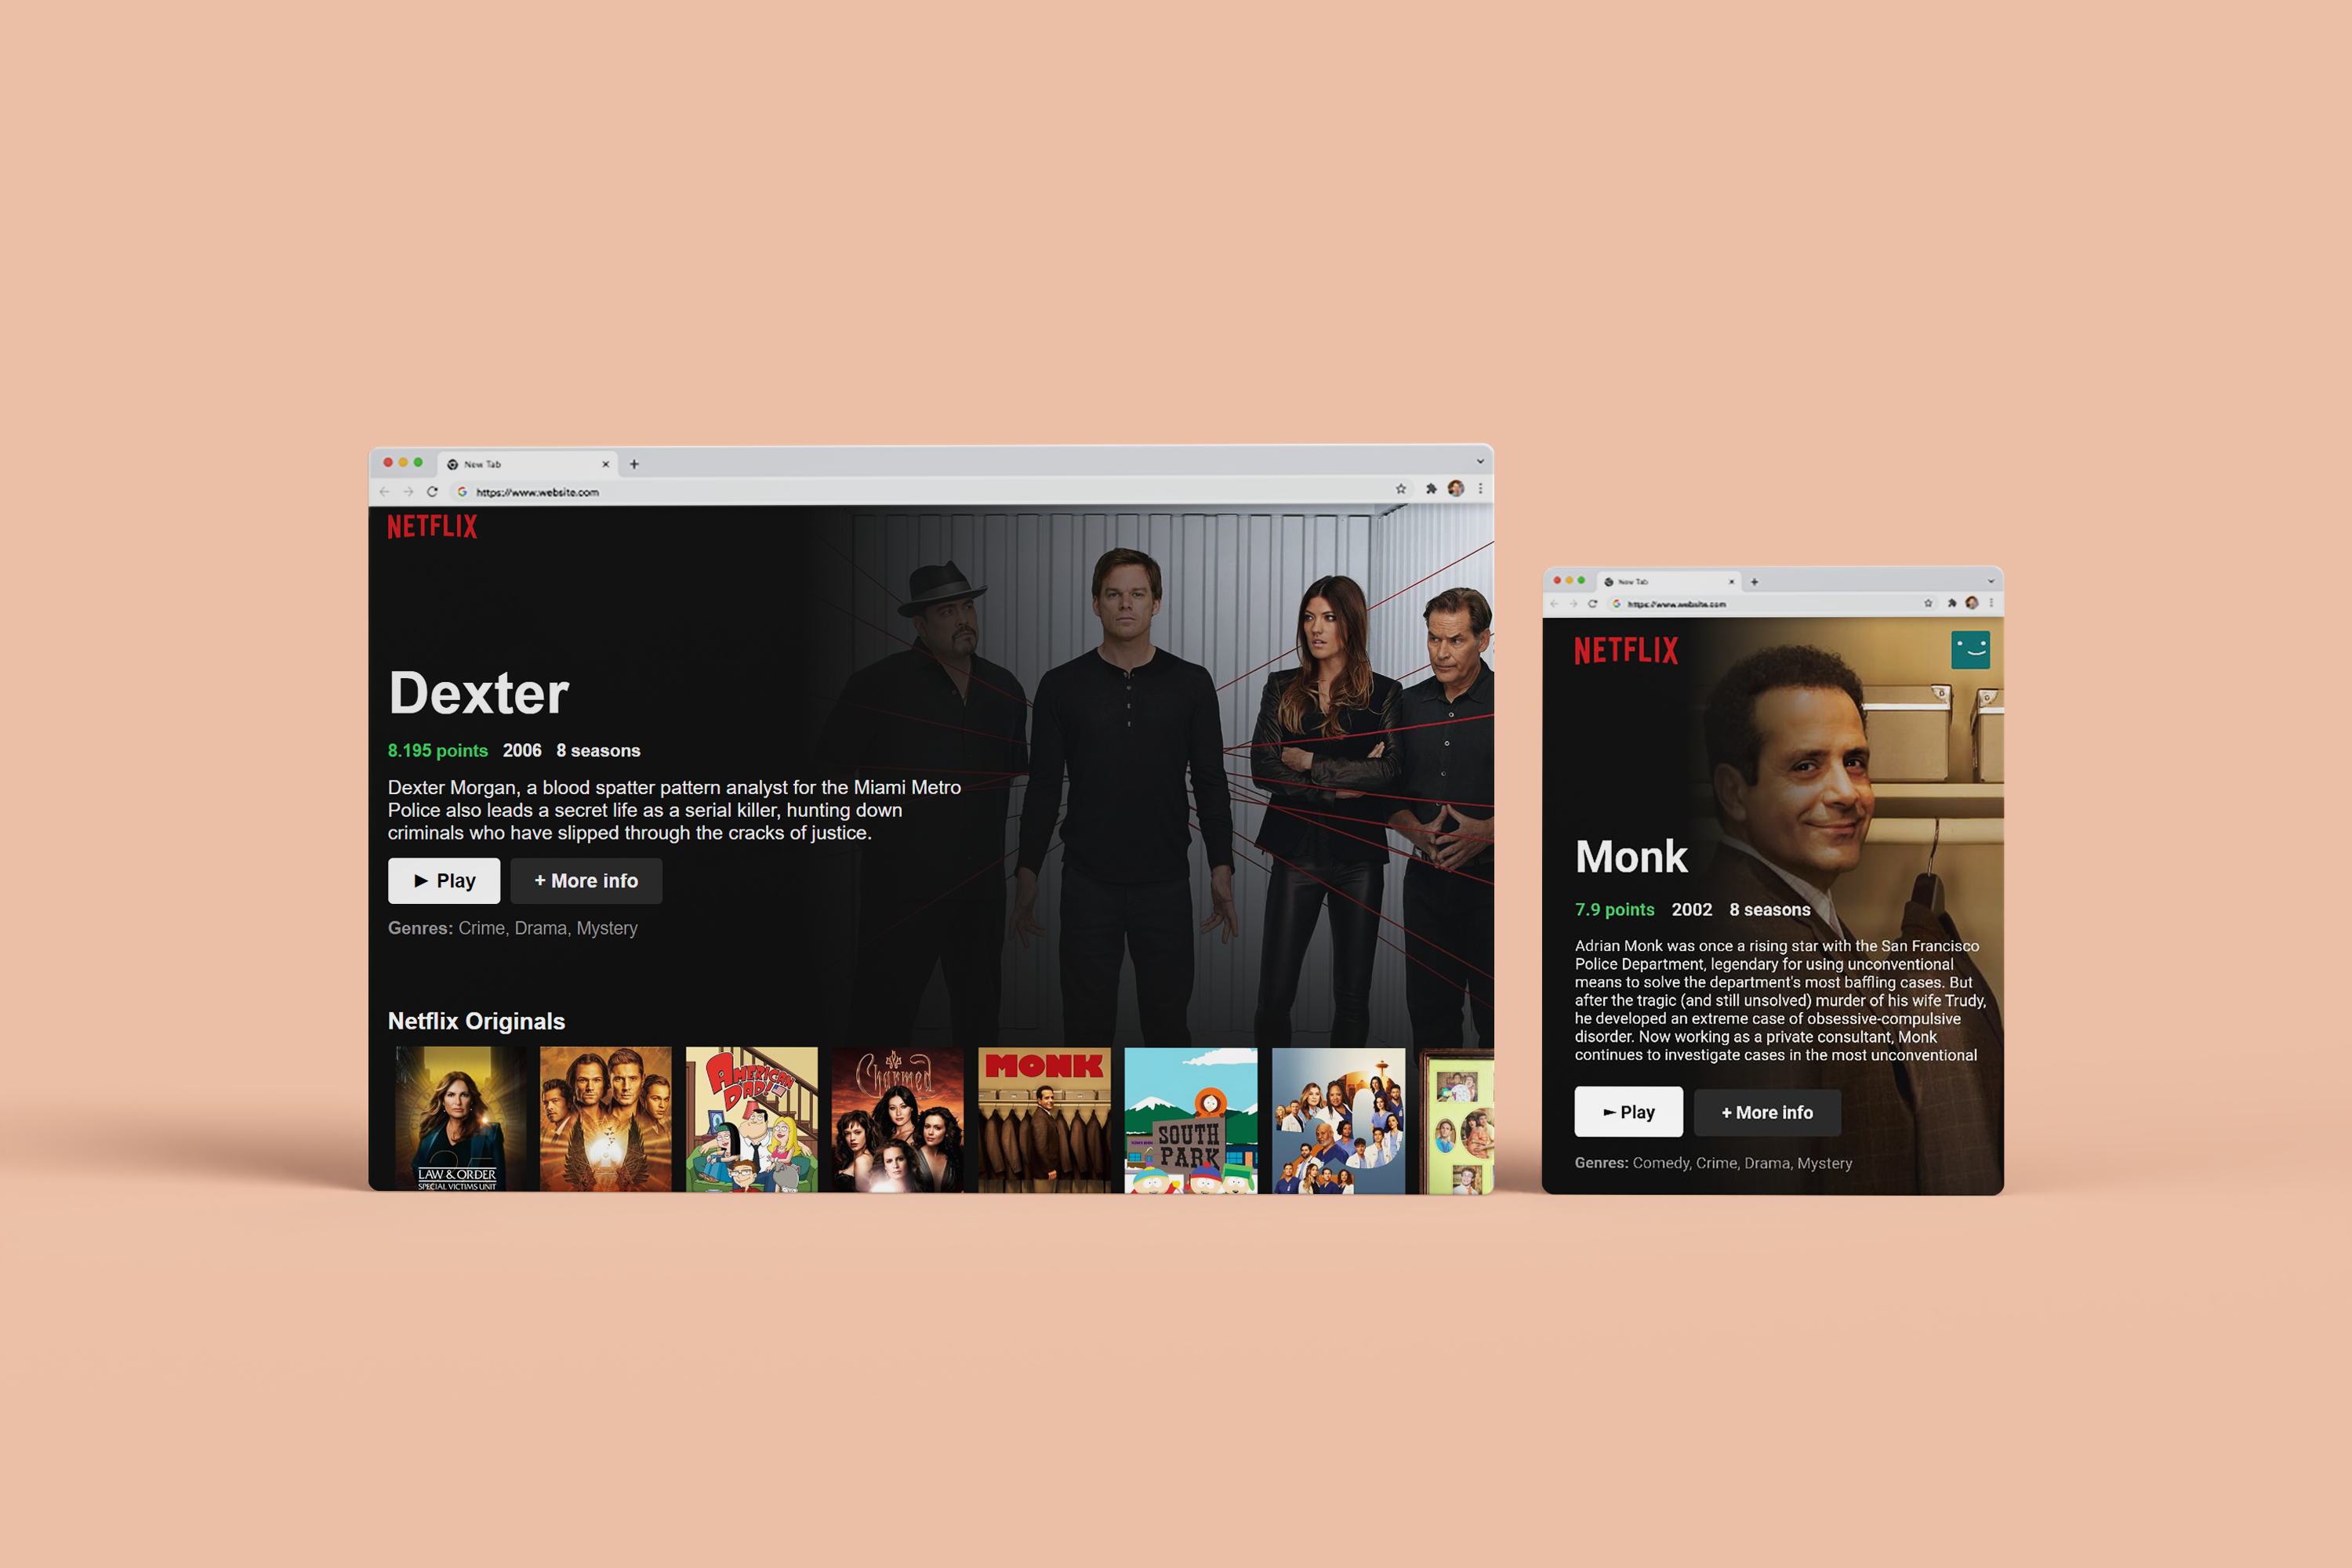 New Tab
https://www.website.com
NETFLIX
Dexter
8.195 points 2006 8 seasons
Dexter Morgan, a blood spatter pattern analyst for the Miami Metro
Police also leads a secret life as a serial killer, hunting down
criminals who have slipped through the cracks of justice.
► Play + More info
Genres: Crime, Drama, Mystery
Netflix Originals
LAW & ORDER
SPECIAL VICTIMS UNIT
AMERICAN
DAD!
Charmed
MONK
SOUTH
PARK
New Tab
https://www.website.com
NETFLIX
Monk
7.9 points 2002 8 seasons
Adrian Monk was once a rising star with the San Francisco
Police Department, legendary for using unconventional
means to solve the department's most baffling cases. But
after the tragic (and still unsolved) murder of his wife Trudy,
he developed an extreme case of obsessive-compulsive
disorder. Now working as a private consultant, Monk
continues to investigate cases in the most unconventional
► Play + More info
Genres: Comedy, Crime, Drama, Mystery